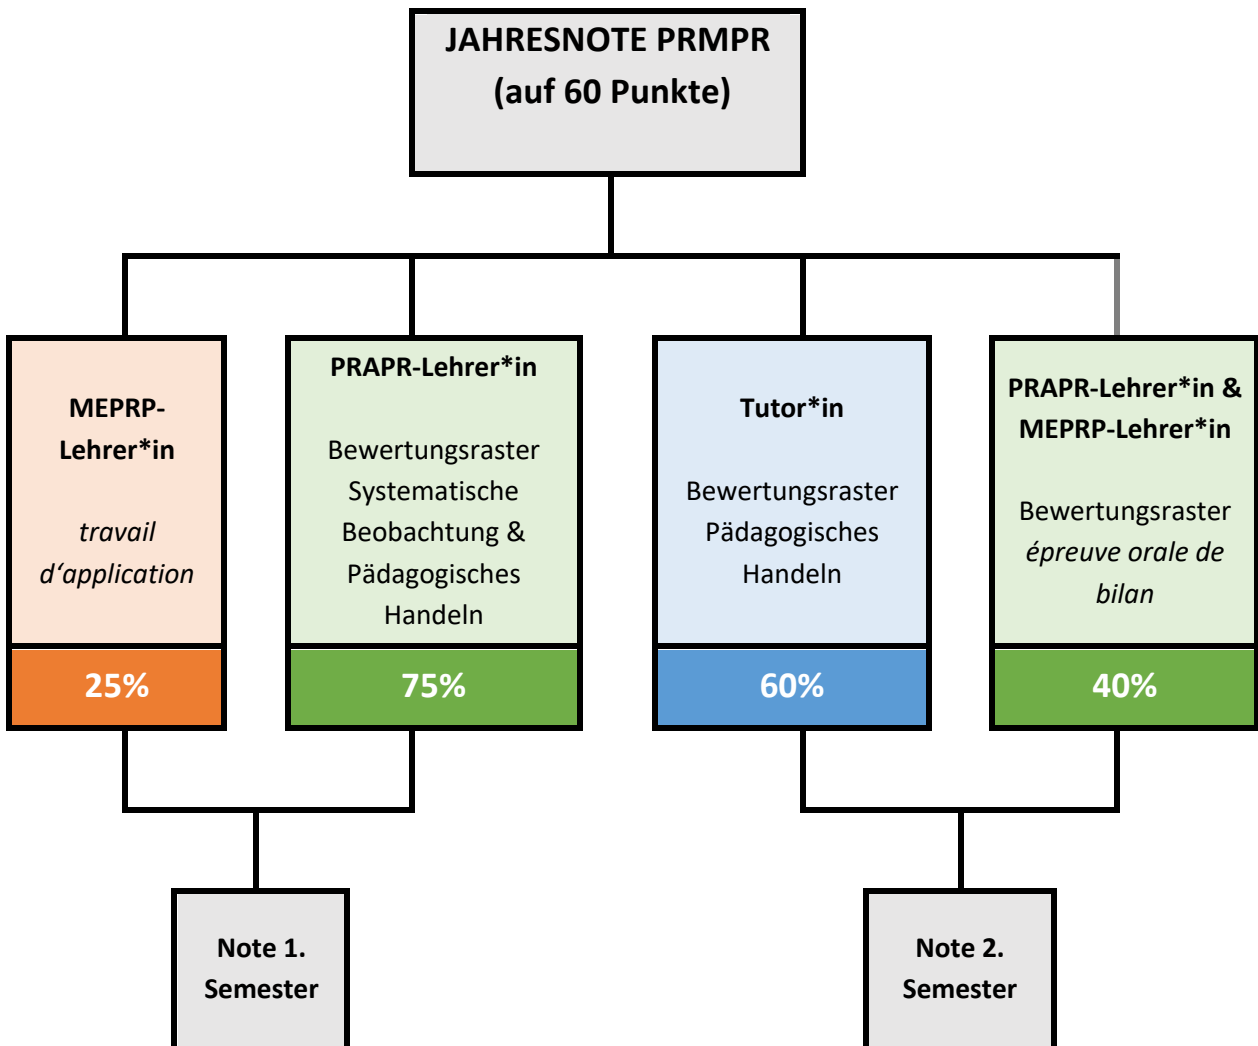 JAHRESNOTE PRMPR
(auf 60 Punkte)
MEPRP-
Lehrer*in
travail
d‘application
25%
PRAPR-Lehrer*in
Bewertungsraster
Systematische
Beobachtung &
Pädagogisches
Handeln
75%
Tutor*in
Bewertungsraster
Pädagogisches
Handeln
60%
PRAPR-Lehrer*in &
MEPRP-Lehrer*in
Bewertungsraster
épreuve orale de
bilan
40%
Note 1.
Semester
Note 2.
Semester